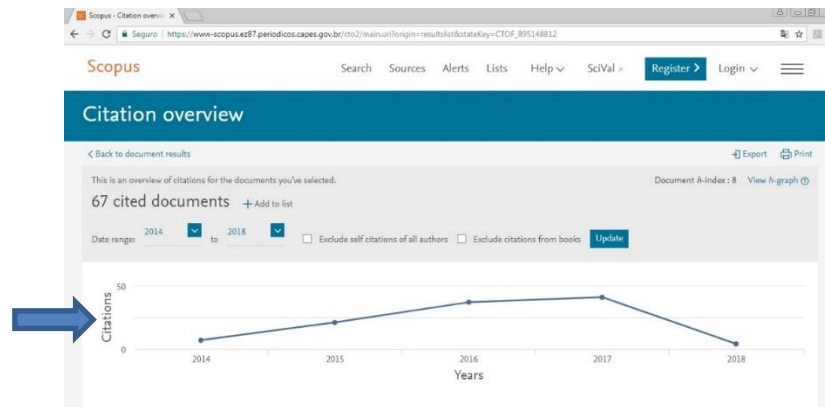 Scopus - Citation overvi
Seguro | https://www-scopus.ez87.periodicos.capes.gov.br/cto2/main.uri?origin=resultslist&stateKey=CTOF_895148812
Scopus Search Sources Alerts Lists Help SciVal Register Login
Citation overview
Back to document results Export Print
This is an overview of citations for the documents you've selected. Document h-index : 8 View h-graph
67 cited documents + Add to list
Date range: 2014 to 2018 Exclude self citations of all authors Exclude citations from books Update
50
Citations
0
2014 2015 2016 2017 2018
Years